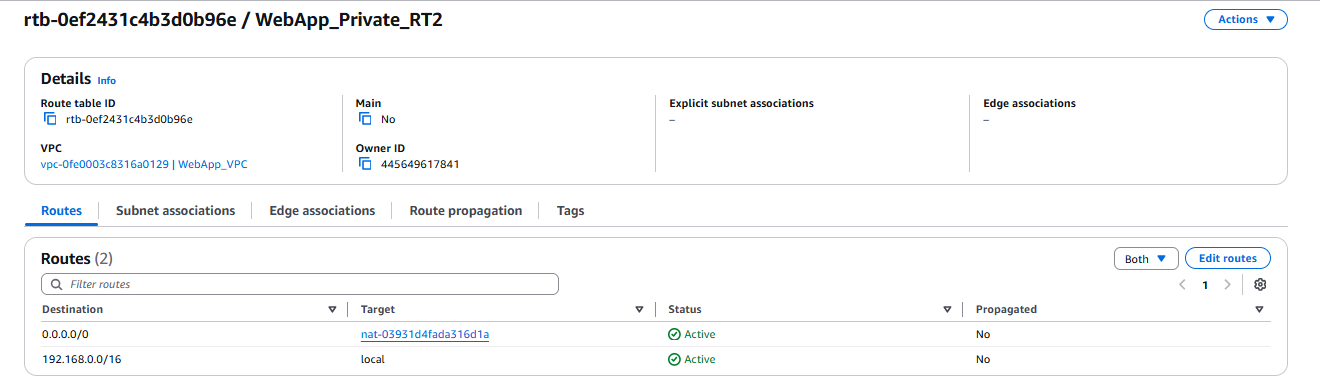 rtb-0ef2431c4b3d0b96e / WebApp_Private_RT2
Actions
Details Info
Route table ID
rtb-0ef2431c4b3d0b96e
Main
No
Explicit subnet associations
–
Edge associations
–
VPC
vpc-0fe0003c8316a0129 | WebApp_VPC
Owner ID
445649617841
Routes Subnet associations Edge associations Route propagation Tags
Routes (2)
Both
Edit routes
Filter routes
1
Destination Target Status Propagated
0.0.0.0/0 nat-03931d4fada316d1a Active No
192.168.0.0/16 local Active No